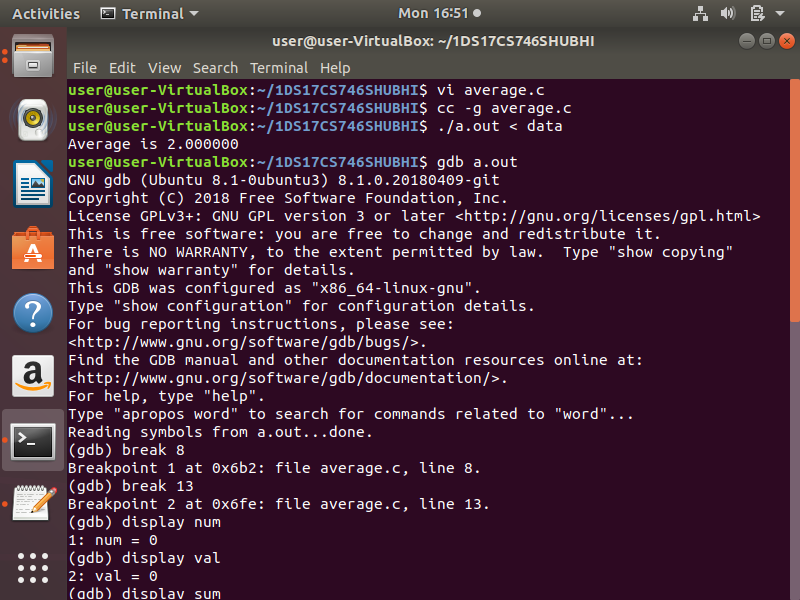 Activities Terminal Mon 16:51
user@user-VirtualBox: ~/1DS17CS746SHUBHI
File Edit View Search Terminal Help
user@user-VirtualBox:~/1DS17CS746SHUBHI$ vi average.c
user@user-VirtualBox:~/1DS17CS746SHUBHI$ cc -g average.c
user@user-VirtualBox:~/1DS17CS746SHUBHI$ ./a.out < data
Average is 2.000000
user@user-VirtualBox:~/1DS17CS746SHUBHI$ gdb a.out
GNU gdb (Ubuntu 8.1-0ubuntu3) 8.1.0.20180409-git
Copyright (C) 2018 Free Software Foundation, Inc.
License GPLv3+: GNU GPL version 3 or later <http://gnu.org/licenses/gpl.html>
This is free software: you are free to change and redistribute it.
There is NO WARRANTY, to the extent permitted by law.  Type "show copying"
and "show warranty" for details.
This GDB was configured as "x86_64-linux-gnu".
Type "show configuration" for configuration details.
For bug reporting instructions, please see:
<http://www.gnu.org/software/gdb/bugs/>.
Find the GDB manual and other documentation resources online at:
<http://www.gnu.org/software/gdb/documentation/>.
For help, type "help".
Type "apropos word" to search for commands related to "word"...
Reading symbols from a.out...done.
(gdb) break 8
Breakpoint 1 at 0x6b2: file average.c, line 8.
(gdb) break 13
Breakpoint 2 at 0x6fe: file average.c, line 13.
(gdb) display num
1: num = 0
(gdb) display val
2: val = 0
(gdb) display sum